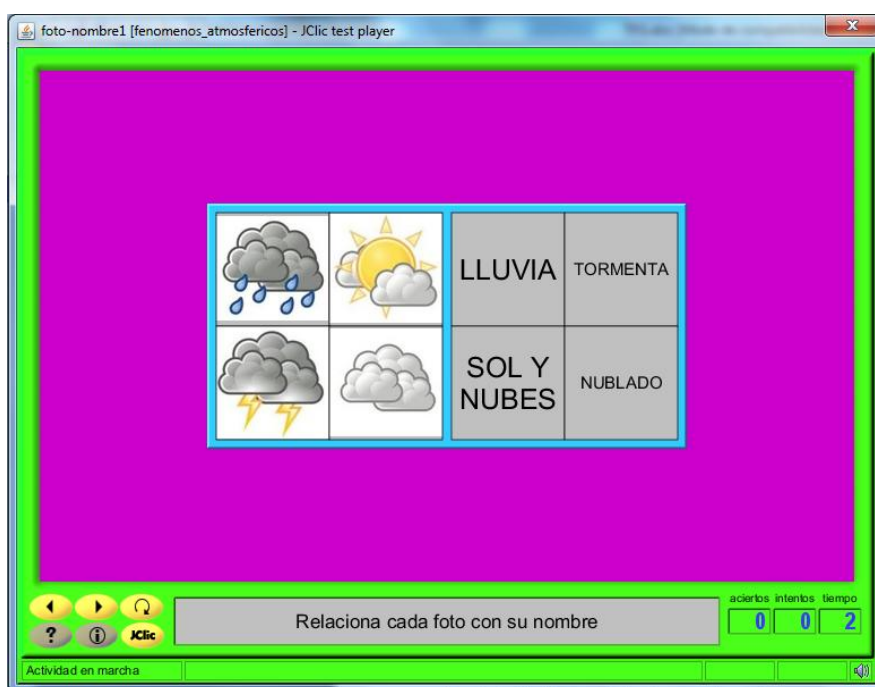 foto-nombre1 [fenomenos_atmosfericos] - JClic test player
LLUVIA
TORMENTA
SOL Y
NUBES
NUBLADO
Relaciona cada foto con su nombre
aciertos intentos tiempo
0 0 2
? i JClic
Actividad en marcha